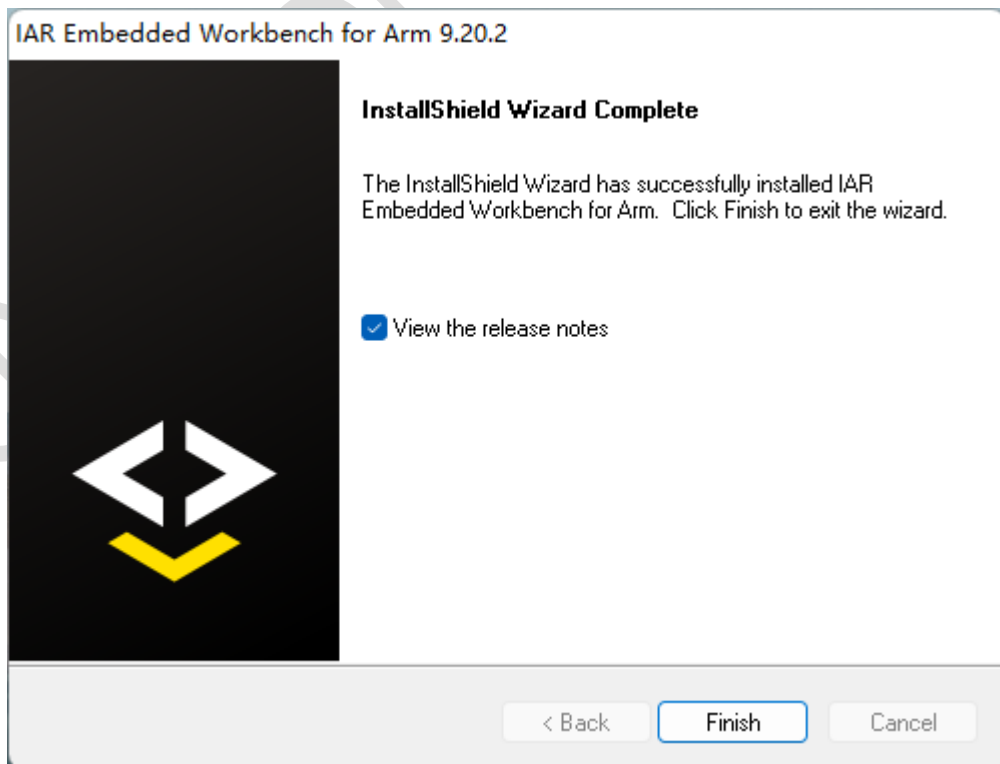 IAR Embedded Workbench for Arm 9.20.2
InstallShield Wizard Complete
The InstallShield Wizard has successfully installed IAR
Embedded Workbench for Arm. Click Finish to exit the wizard.
View the release notes
< Back
Finish
Cancel